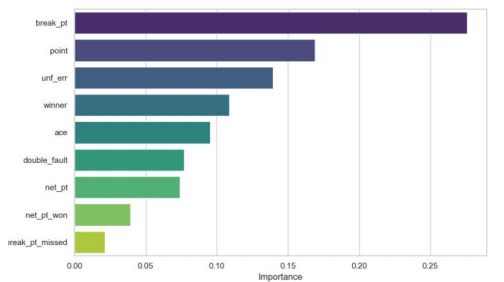 break_pt
point
unf_err
winner
ace
double_fault
net_pt
net_pt_won
reak_pt_missed
0.00 0.05 0.10 0.15 0.20 0.25
Importance